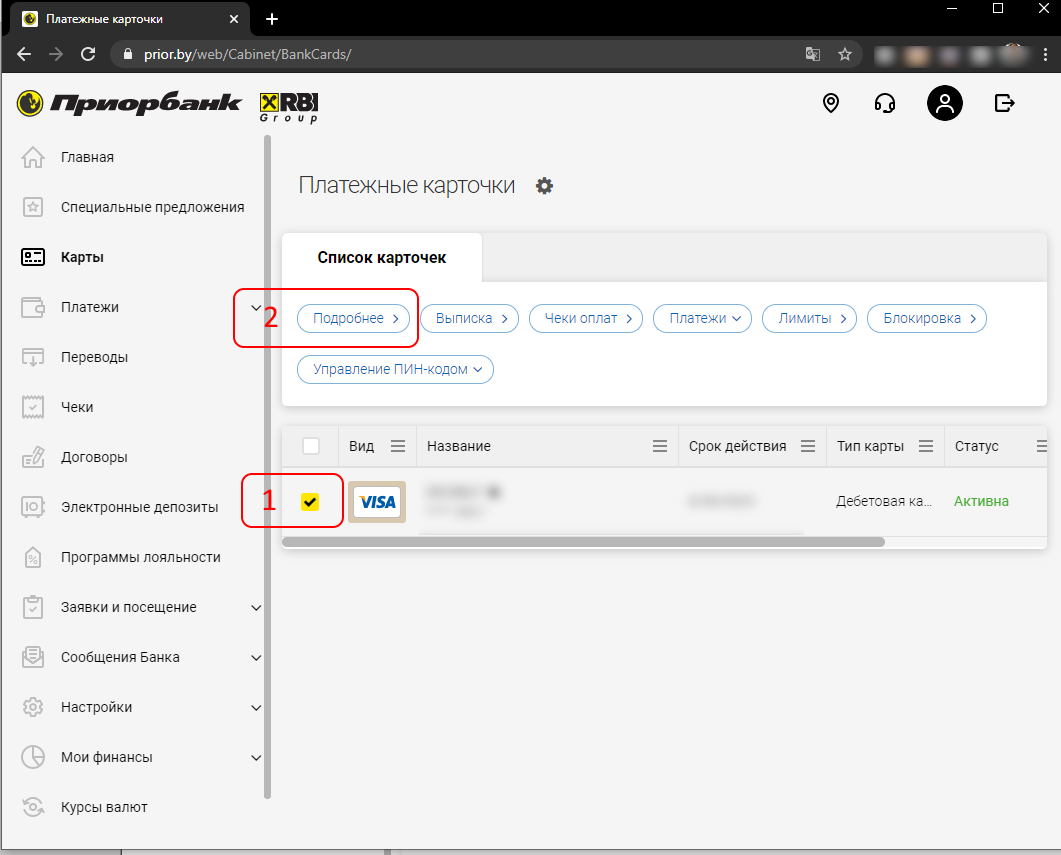 Платежные карточки
prior.by/web/Cabinet/BankCards/
Приорбанк RBI Group
Главная
Специальные предложения
Карты
Платежи
Переводы
Чеки
Договоры
Электронные депозиты
Программы лояльности
Заявки и посещение
Сообщения Банка
Настройки
Мои финансы
Курсы валют
Платежные карточки
Список карточек
2 Подробнее Выписка Чеки оплат Платежи Лимиты Блокировка
Управление ПИН-кодом
Вид Название Срок действия Тип карты Статус
1 VISA Дебетовая ка... Активна